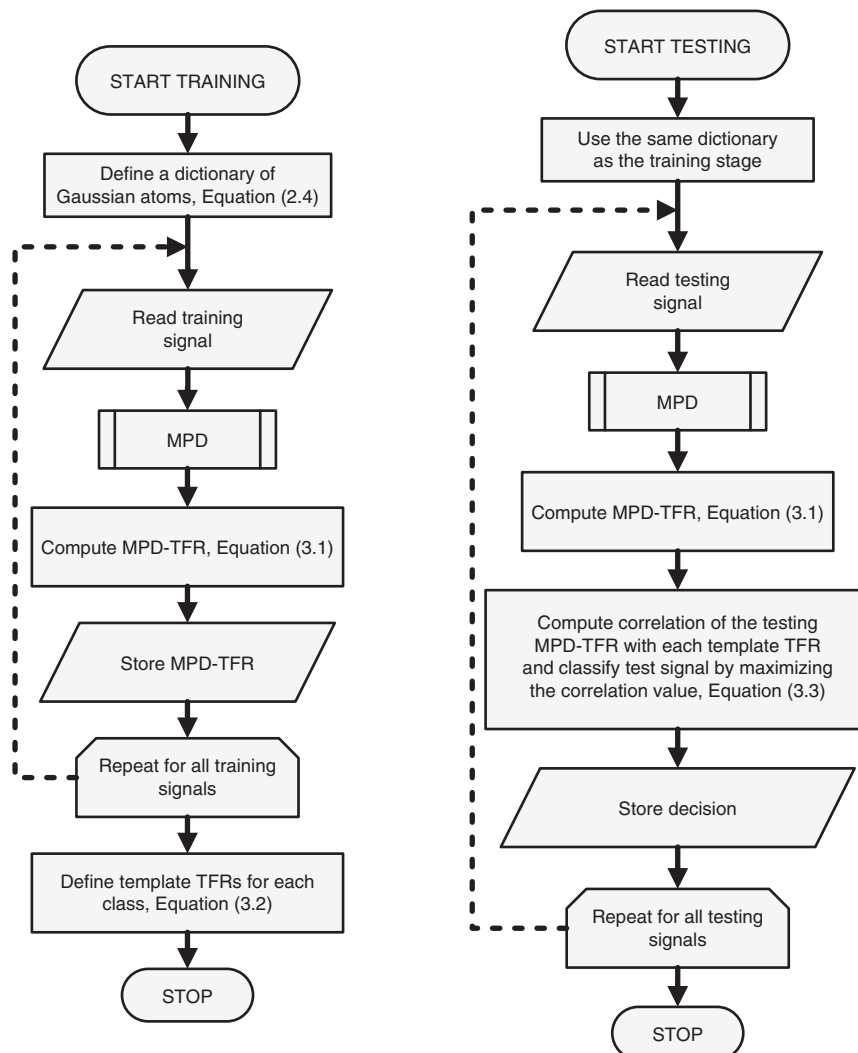 START TRAINING
Define a dictionary of
Gaussian atoms, Equation (2.4)
Read training
signal
MPD
Compute MPD-TFR, Equation (3.1)
Store MPD-TFR
Repeat for all training
signals
Define template TFRs for each
class, Equation (3.2)
STOP
START TESTING
Use the same dictionary
as the training stage
Read testing
signal
MPD
Compute MPD-TFR, Equation (3.1)
Compute correlation of the testing
MPD-TFR with each template TFR
and classify test signal by maximizing
the correlation value, Equation (3.3)
Store decision
Repeat for all testing
signals
STOP